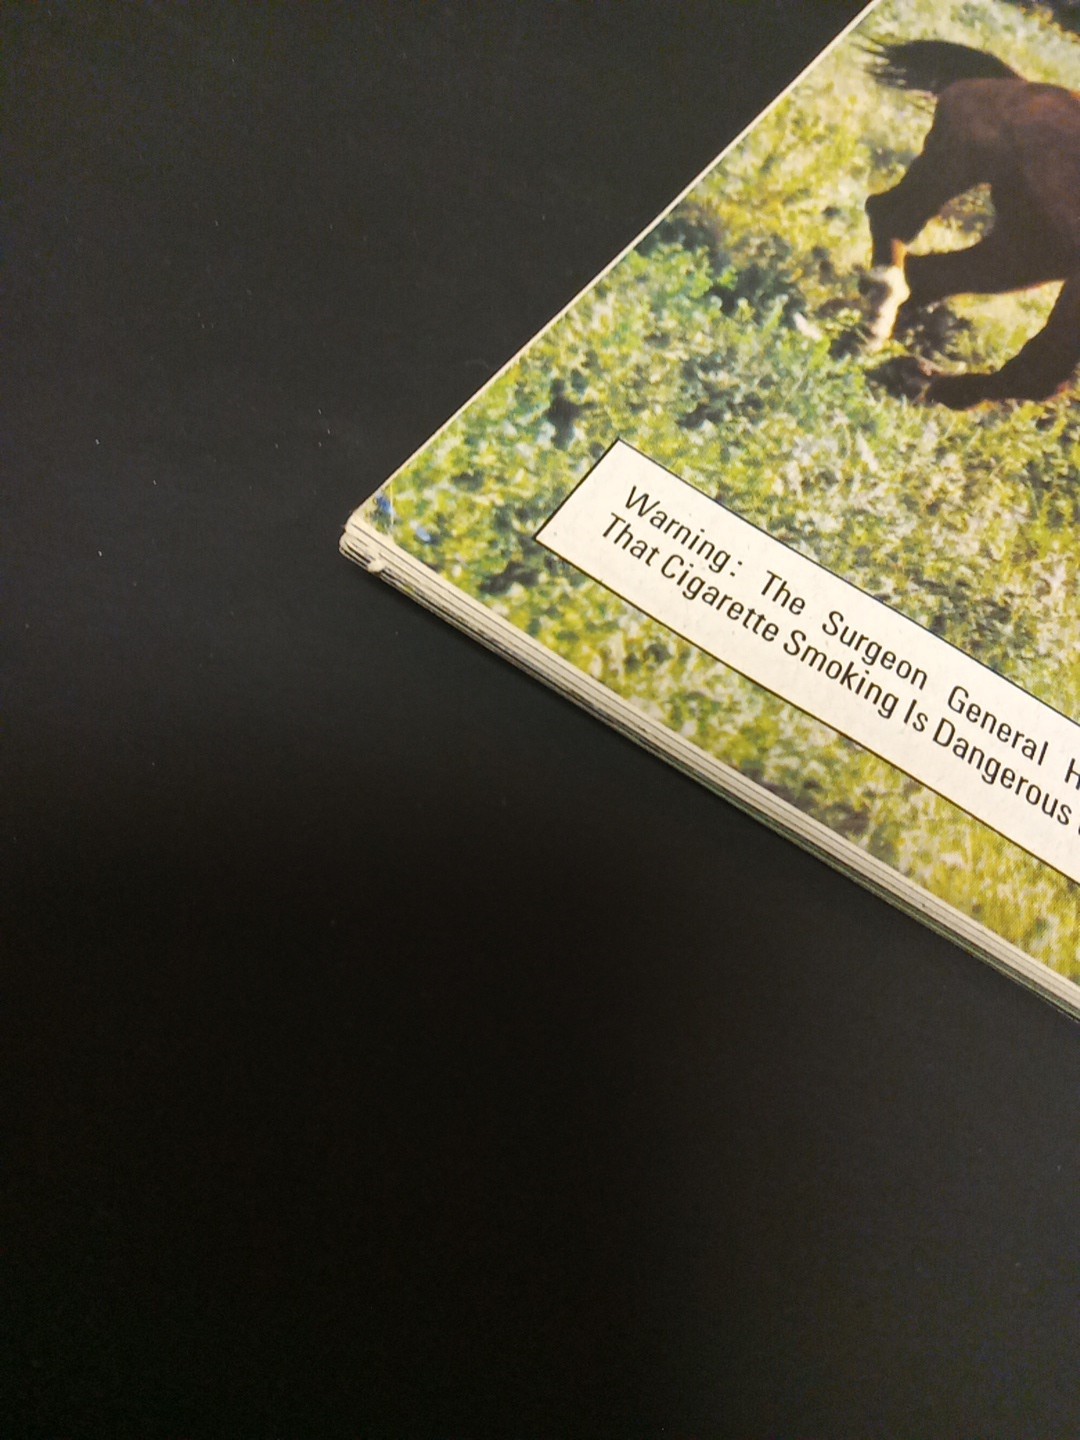 Warning: The Surgeon General
That Cigarette Smoking Is Dangerous